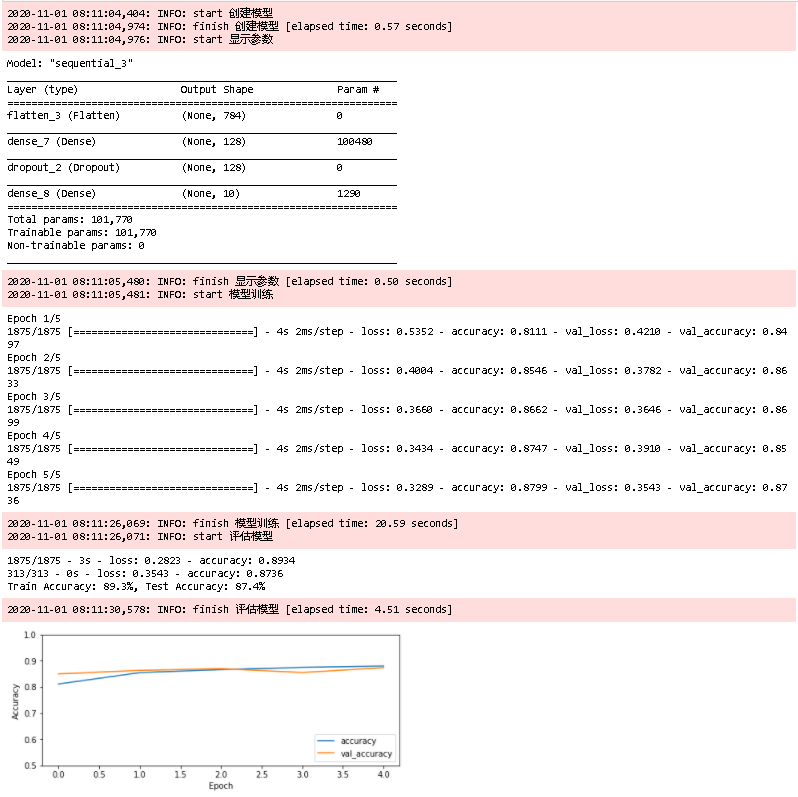 2020-11-01 08:11:04,404: INFO: start 创建模型
2020-11-01 08:11:04,974: INFO: finish 创建模型 [elapsed time: 0.57 seconds]
2020-11-01 08:11:04,976: INFO: start 显示参数
Model: "sequential_3"
Layer (type) Output Shape Param #
flatten_3 (Flatten) (None, 784) 0
dense_7 (Dense) (None, 128) 100480
dropout_2 (Dropout) (None, 128) 0
dense_8 (Dense) (None, 10) 1290
Total params: 101,770
Trainable params: 101,770
Non-trainable params: 0
2020-11-01 08:11:05,480: INFO: finish 显示参数 [elapsed time: 0.50 seconds]
2020-11-01 08:11:05,481: INFO: start 模型训练
Epoch 1/5
1875/1875 [==============================] - 4s 2ms/step - loss: 0.5352 - accuracy: 0.8111 - val_loss: 0.4210 - val_accuracy: 0.84
97
Epoch 2/5
1875/1875 [==============================] - 4s 2ms/step - loss: 0.4004 - accuracy: 0.8546 - val_loss: 0.3782 - val_accuracy: 0.86
33
Epoch 3/5
1875/1875 [==============================] - 4s 2ms/step - loss: 0.3660 - accuracy: 0.8662 - val_loss: 0.3646 - val_accuracy: 0.86
99
Epoch 4/5
1875/1875 [==============================] - 4s 2ms/step - loss: 0.3434 - accuracy: 0.8747 - val_loss: 0.3910 - val_accuracy: 0.85
49
Epoch 5/5
1875/1875 [==============================] - 4s 2ms/step - loss: 0.3289 - accuracy: 0.8799 - val_loss: 0.3543 - val_accuracy: 0.87
36
2020-11-01 08:11:26,069: INFO: finish 模型训练 [elapsed time: 20.59 seconds]
2020-11-01 08:11:26,071: INFO: start 评估模型
1875/1875 - 3s - loss: 0.2823 - accuracy: 0.8934
313/313 - 0s - loss: 0.3543 - accuracy: 0.8736
Train Accuracy: 89.3%, Test Accuracy: 87.4%
2020-11-01 08:11:30,578: INFO: finish 评估模型 [elapsed time: 4.51 seconds]
1.0
0.9
0.8
0.7
0.6
0.5
Accuracy
accuracy
val_accuracy
0.0 0.5 1.0 1.5 2.0 2.5 3.0 3.5 4.0
Epoch